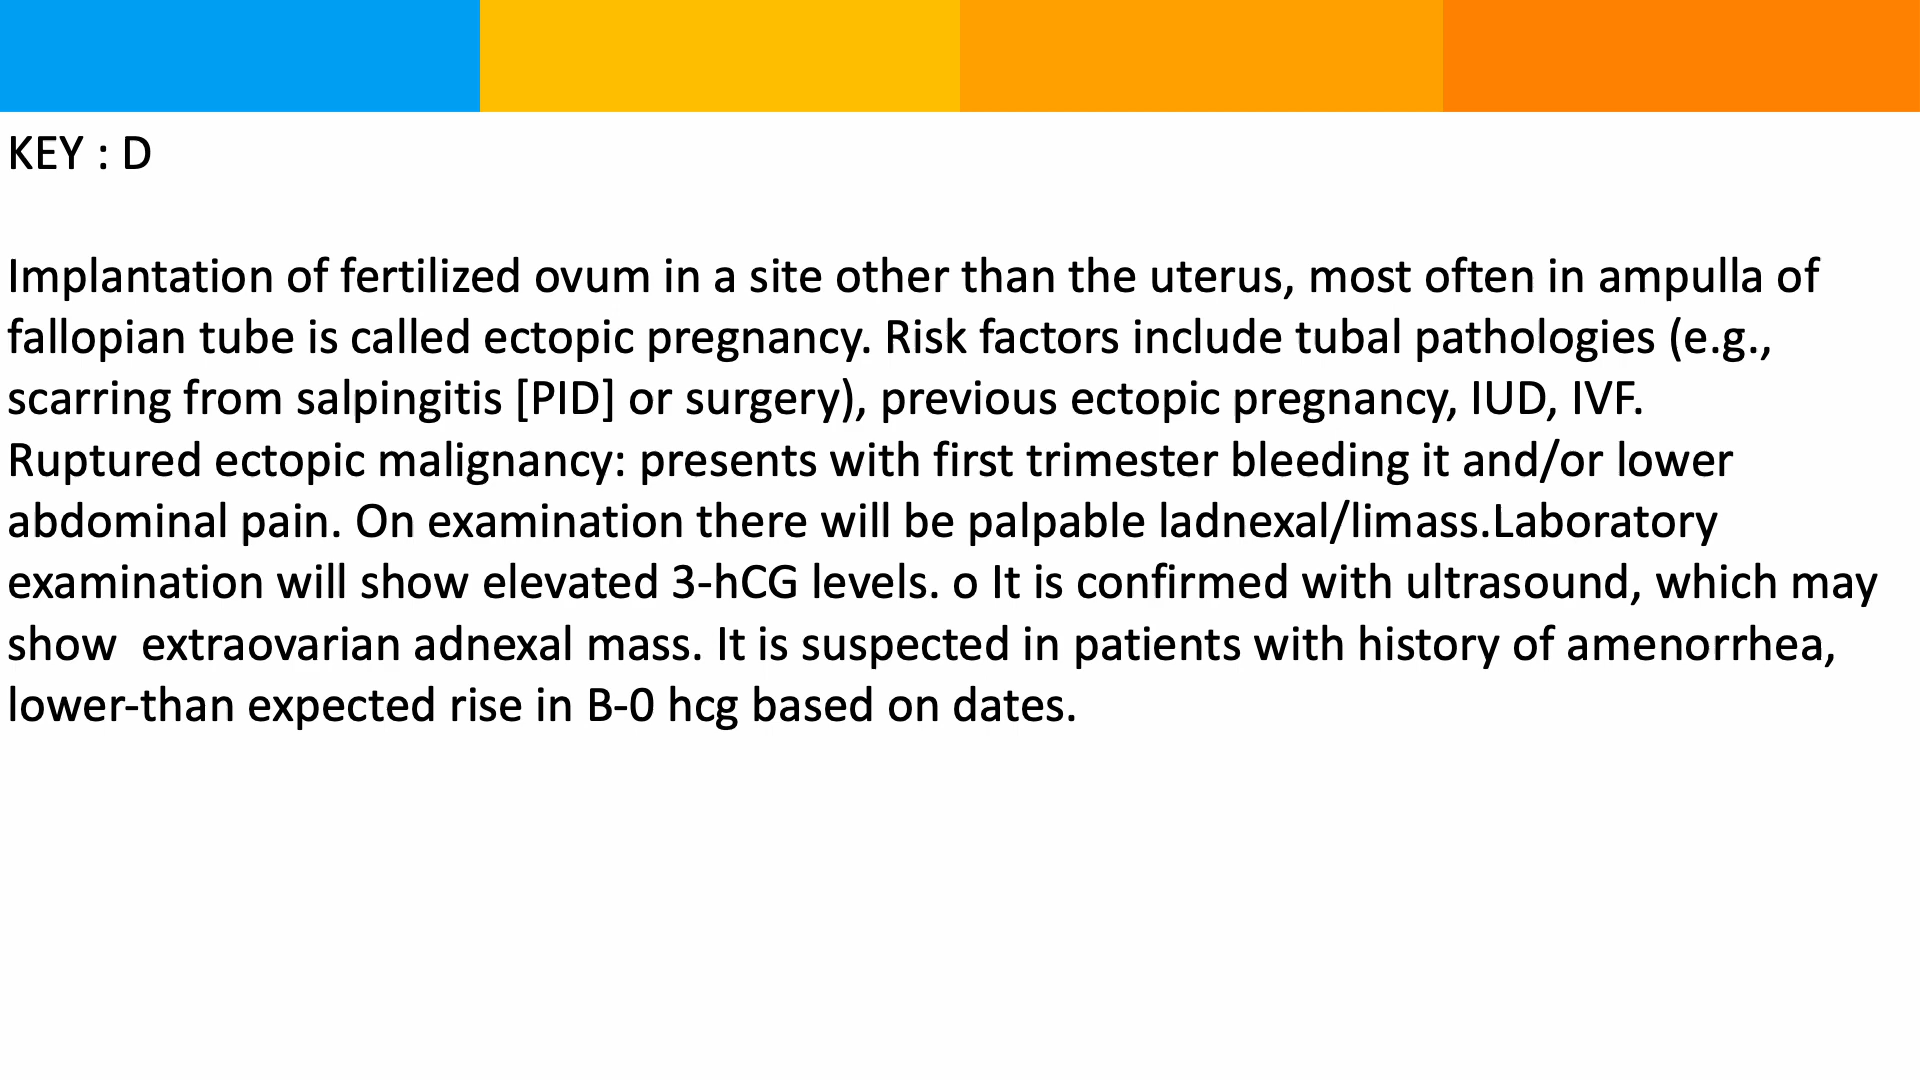 KEY : D
Implantation of fertilized ovum in a site other than the uterus, most often in ampulla of
fallopian tube is called ectopic pregnancy. Risk factors include tubal pathologies (e.g.,
scarring from salpingitis [PID] or surgery), previous ectopic pregnancy, IUD, IVF.
Ruptured ectopic malignancy: presents with first trimester bleeding it and/or lower
abdominal pain. On examination there will be palpable ladnexal/limass.Laboratory
examination will show elevated 3-hCG levels. o It is confirmed with ultrasound, which may
show  extraovarian adnexal mass. It is suspected in patients with history of amenorrhea,
lower-than expected rise in B-0 hcg based on dates.